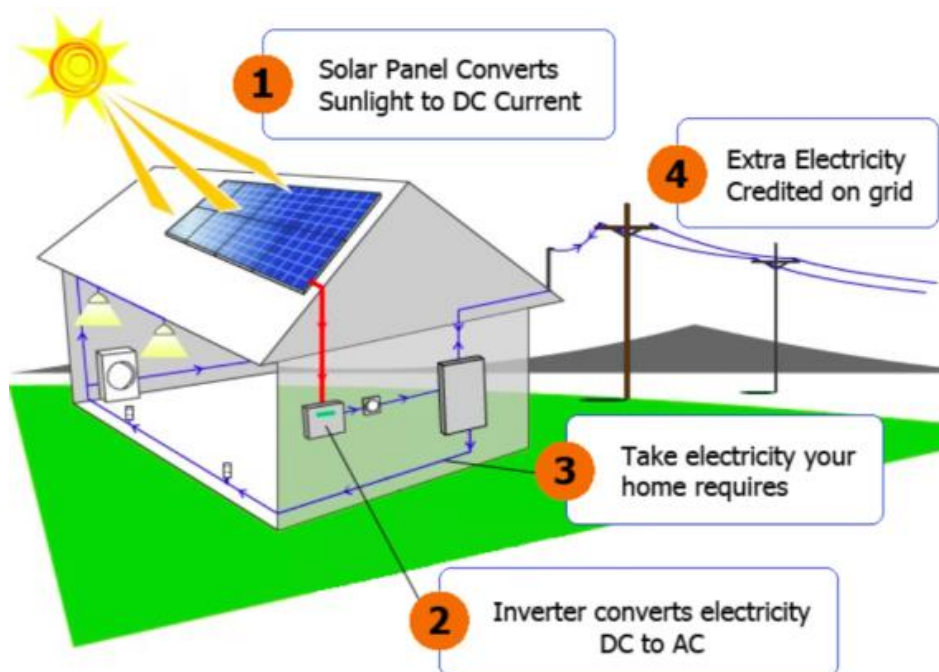 1
Solar Panel Converts
Sunlight to DC Current
4
Extra Electricity
Credited on grid
3
Take electricity your
home requires
2
Inverter converts electricity
DC to AC